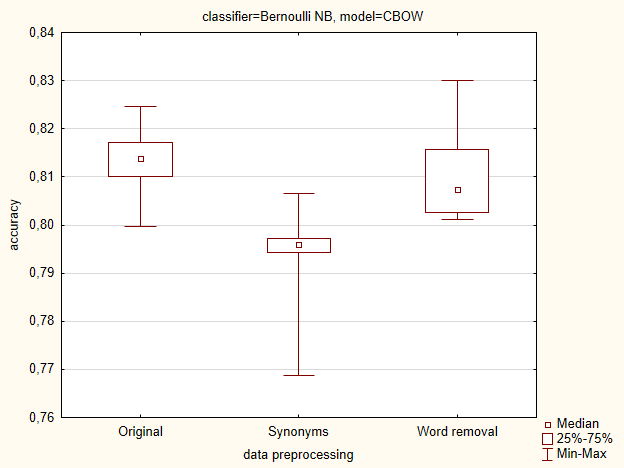 classifier=Bernoulli NB, model=CBOW
0,84
0,83
0,82
0,81
0,80
0,79
0,78
0,77
0,76
accuracy
Original Synonyms Word removal
data preprocessing
Median
25%-75%
Min-Max